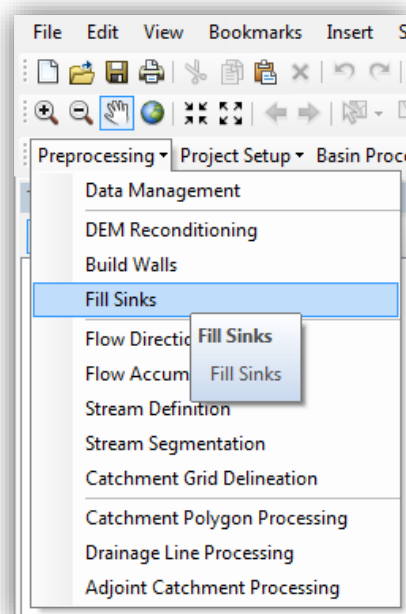 File Edit View Bookmarks Insert S
Preprocessing Project Setup Basin Proc
Data Management
DEM Reconditioning
Build Walls
Fill Sinks
Flow Directic Fill Sinks
Flow Accum Fill Sinks
Stream Definition
Stream Segmentation
Catchment Grid Delineation
Catchment Polygon Processing
Drainage Line Processing
Adjoint Catchment Processing